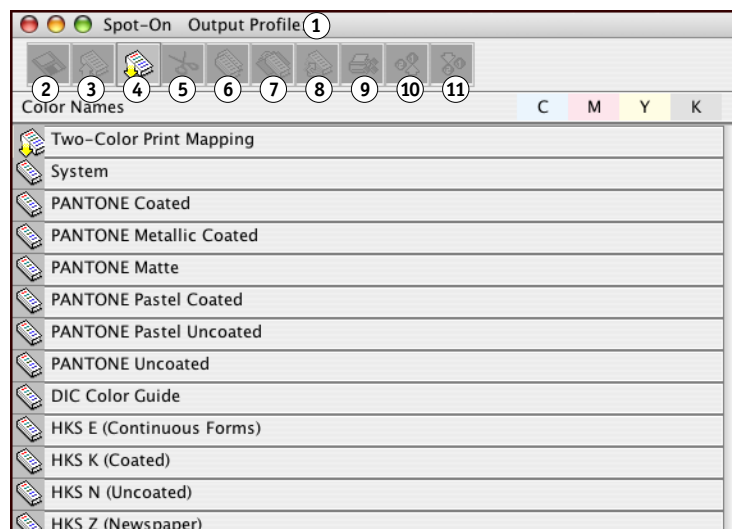 Spot-On Output Profile 1
2 3 4 5 6 7 8 9 10 11
Color Names C M Y K
Two-Color Print Mapping
System
PANTONE Coated
PANTONE Metallic Coated
PANTONE Matte
PANTONE Pastel Coated
PANTONE Pastel Uncoated
PANTONE Uncoated
DIC Color Guide
HKS E (Continuous Forms)
HKS K (Coated)
HKS N (Uncoated)
HKS Z (Newspaper)